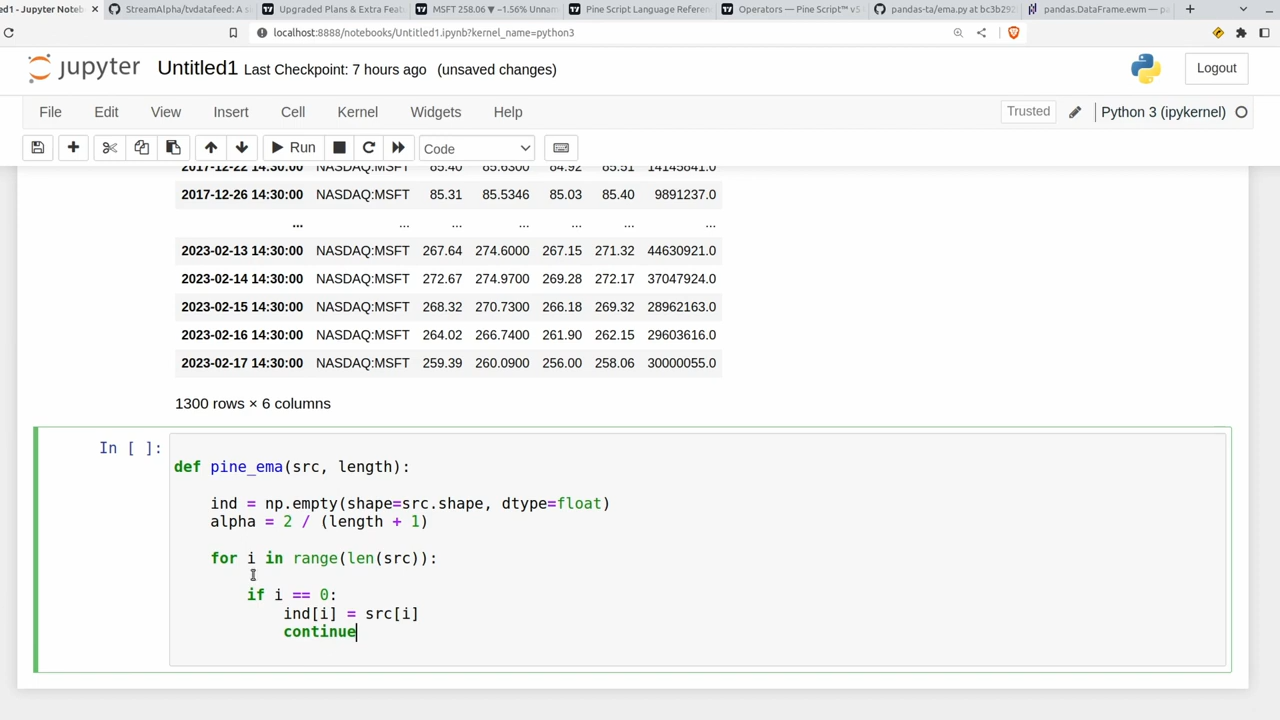 ed1 - Jupyter Noteb × StreamAlpha/tvdatafeed: A s Upgraded Plans & Extra Feat MSFT 258.06 ▼ −1.56% Unnam Pine Script Language Referen Operators — Pine Script™ v5 pandas-ta/ema.py at bc3b292 pandas.DataFrame.ewm — pa
localhost:8888/notebooks/Untitled1.ipynb?kernel_name=python3
jupyter Untitled1 Last Checkpoint: 7 hours ago (unsaved changes) Logout
File Edit View Insert Cell Kernel Widgets Help Trusted Python 3 (ipykernel)
Run Code
2017-12-22 14:30:00 NASDAQ:MSFT 85.40 85.6300 84.92 85.51 14145841.0
2017-12-26 14:30:00 NASDAQ:MSFT 85.31 85.5346 85.03 85.40 9891237.0
... ... ... ... ... ... ...
2023-02-13 14:30:00 NASDAQ:MSFT 267.64 274.6000 267.15 271.32 44630921.0
2023-02-14 14:30:00 NASDAQ:MSFT 272.67 274.9700 269.28 272.17 37047924.0
2023-02-15 14:30:00 NASDAQ:MSFT 268.32 270.7300 266.18 269.32 28962163.0
2023-02-16 14:30:00 NASDAQ:MSFT 264.02 266.7400 261.90 262.15 29603616.0
2023-02-17 14:30:00 NASDAQ:MSFT 259.39 260.0900 256.00 258.06 30000055.0
1300 rows × 6 columns
In [ ]:
def pine_ema(src, length):
ind = np.empty(shape=src.shape, dtype=float)
alpha = 2 / (length + 1)
for i in range(len(src)):
if i == 0:
ind[i] = src[i]
continue